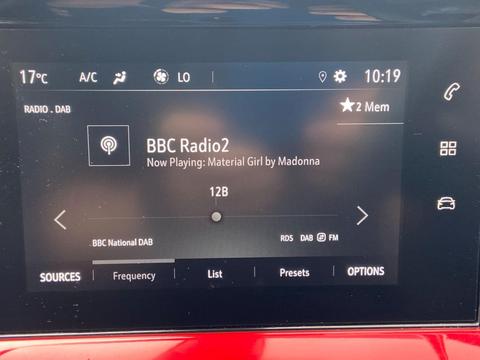 17°C A/C LO 10:19
RADIO . DAB
2 Mem
BBC Radio2
Now Playing: Material Girl by Madonna
12B
BBC National DAB RDS DAB FM
SOURCES Frequency List Presets OPTIONS